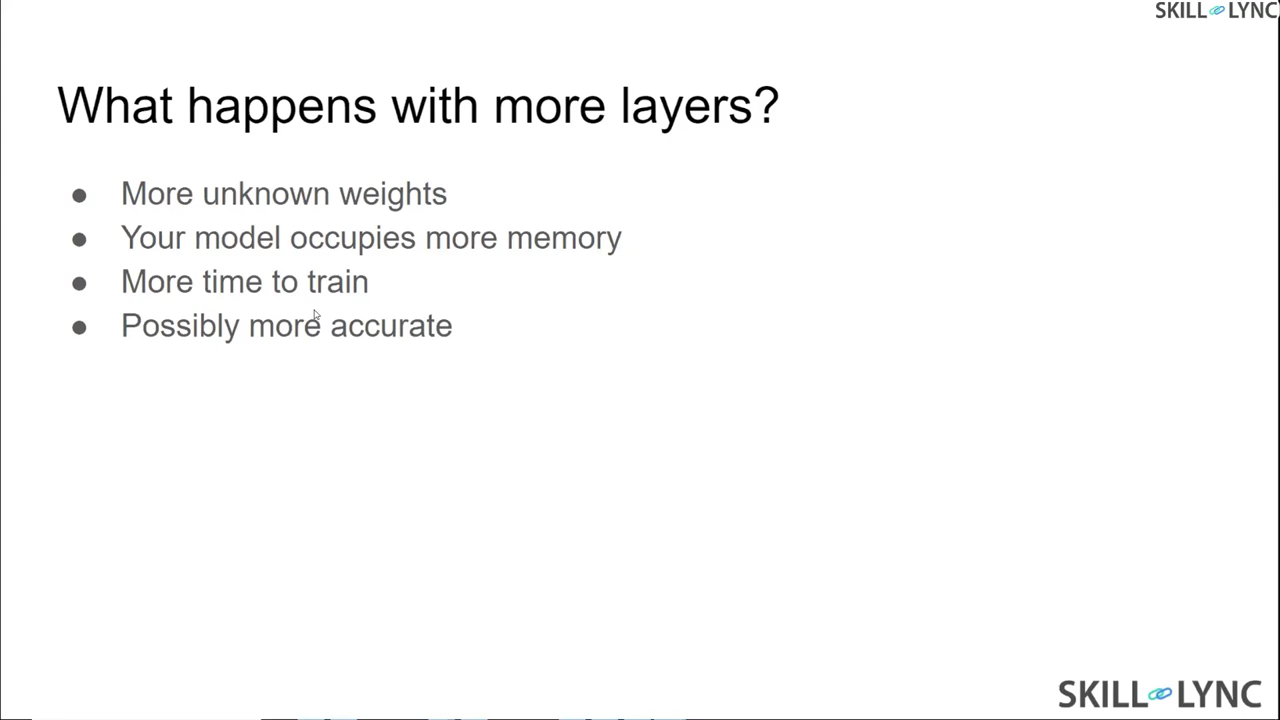 SKILL LYNC
What happens with more layers?
● More unknown weights
● Your model occupies more memory
● More time to train
● Possibly more accurate
SKILL LYNC